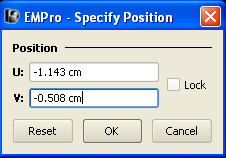 EMPro - Specify Position
Position
U: -1.143 cm
V: -0.508 cm
Lock
Reset OK Cancel